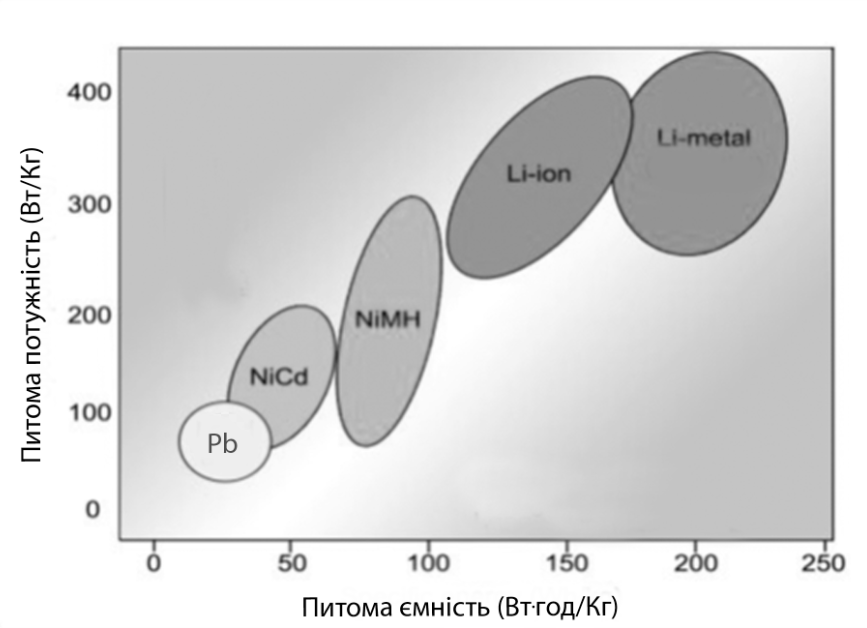 Питома потужність (Вт/Кг)
400
300
200
100
0
Li-metal
Li-ion
NiMH
NiCd
Pb
0 50 100 150 200 250
Питома ємність (Вт·год/Кг)